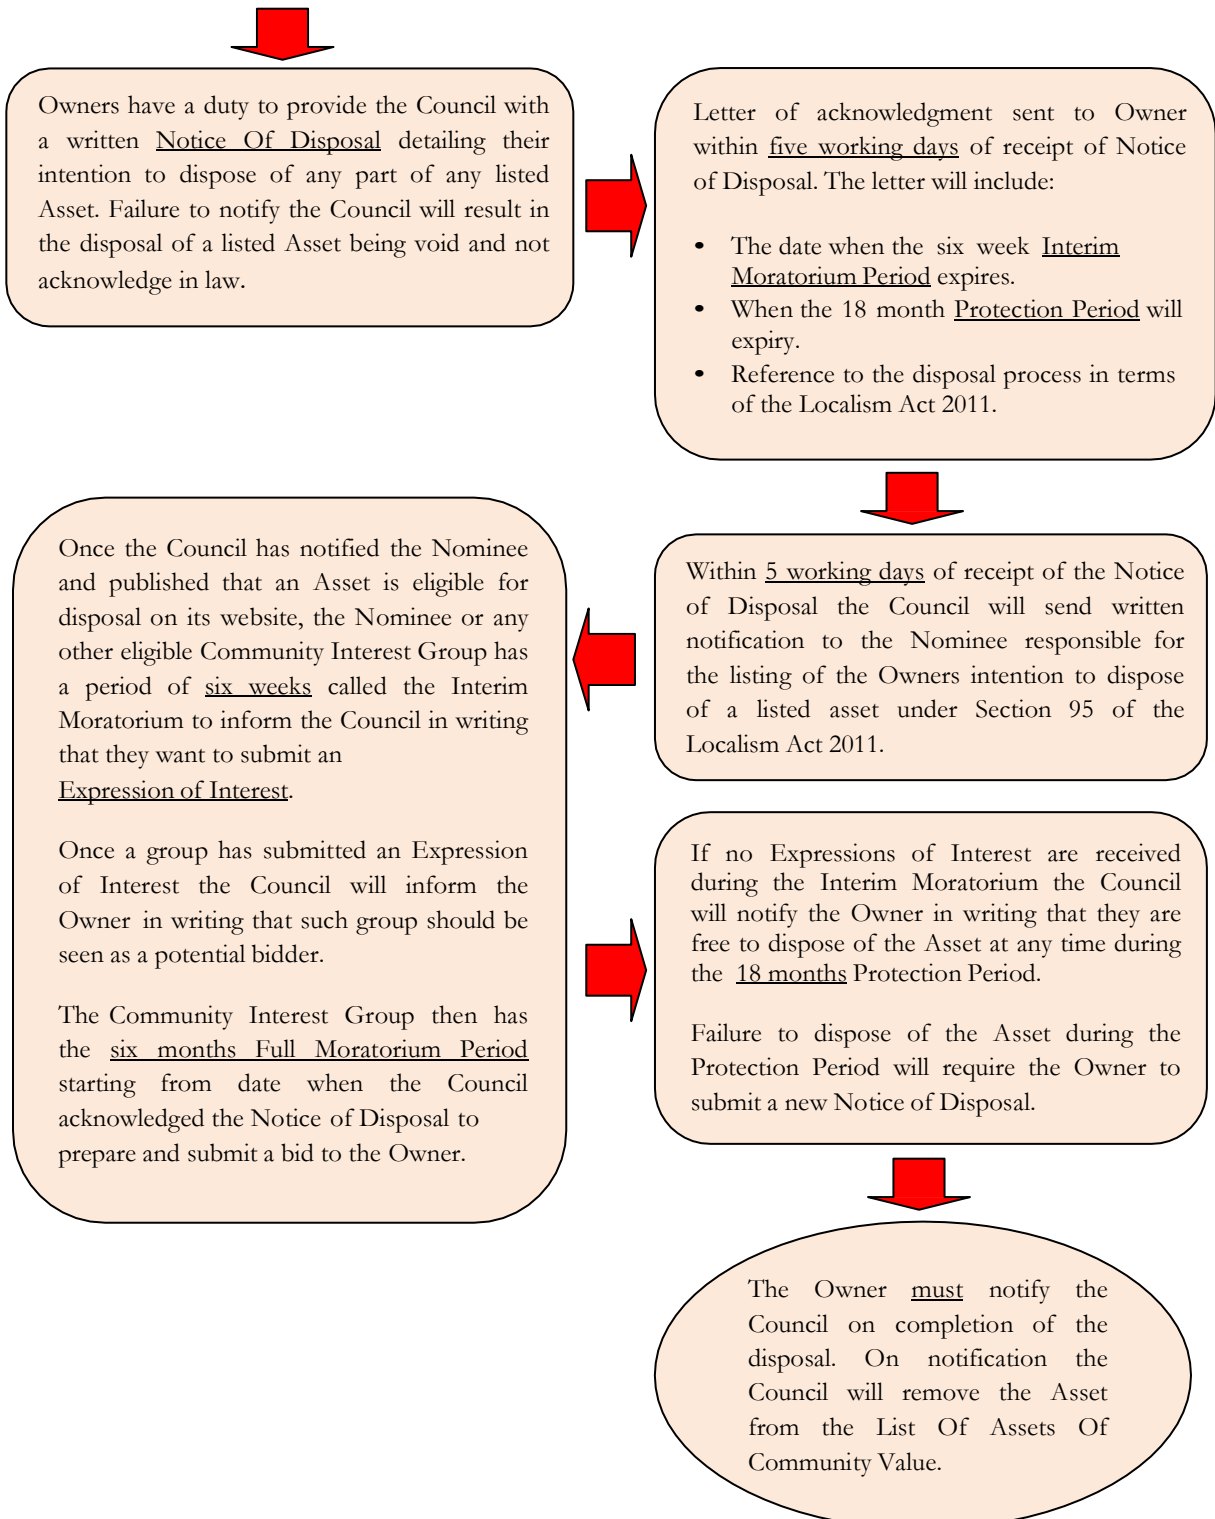 Owners have a duty to provide the Council with
a written Notice Of Disposal detailing their
intention to dispose of any part of any listed
Asset. Failure to notify the Council will result in
the disposal of a listed Asset being void and not
acknowledge in law.
Letter of acknowledgment sent to Owner
within five working days of receipt of Notice
of Disposal. The letter will include:
• The date when the six week Interim
Moratorium Period expires.
• When the 18 month Protection Period will
expiry.
• Reference to the disposal process in terms
of the Localism Act 2011.
Within 5 working days of receipt of the Notice
of Disposal the Council will send written
notification to the Nominee responsible for
the listing of the Owners intention to dispose
of a listed asset under Section 95 of the
Localism Act 2011.
Once the Council has notified the Nominee
and published that an Asset is eligible for
disposal on its website, the Nominee or any
other eligible Community Interest Group has
a period of six weeks called the Interim
Moratorium to inform the Council in writing
that they want to submit an
Expression of Interest.
Once a group has submitted an Expression
of Interest the Council will inform the
Owner in writing that such group should be
seen as a potential bidder.
The Community Interest Group then has
the six months Full Moratorium Period
starting from date when the Council
acknowledged the Notice of Disposal to
prepare and submit a bid to the Owner.
If no Expressions of Interest are received
during the Interim Moratorium the Council
will notify the Owner in writing that they are
free to dispose of the Asset at any time during
the 18 months Protection Period.
Failure to dispose of the Asset during the
Protection Period will require the Owner to
submit a new Notice of Disposal.
The Owner must notify the
Council on completion of the
disposal. On notification the
Council will remove the Asset
from the List Of Assets Of
Community Value.